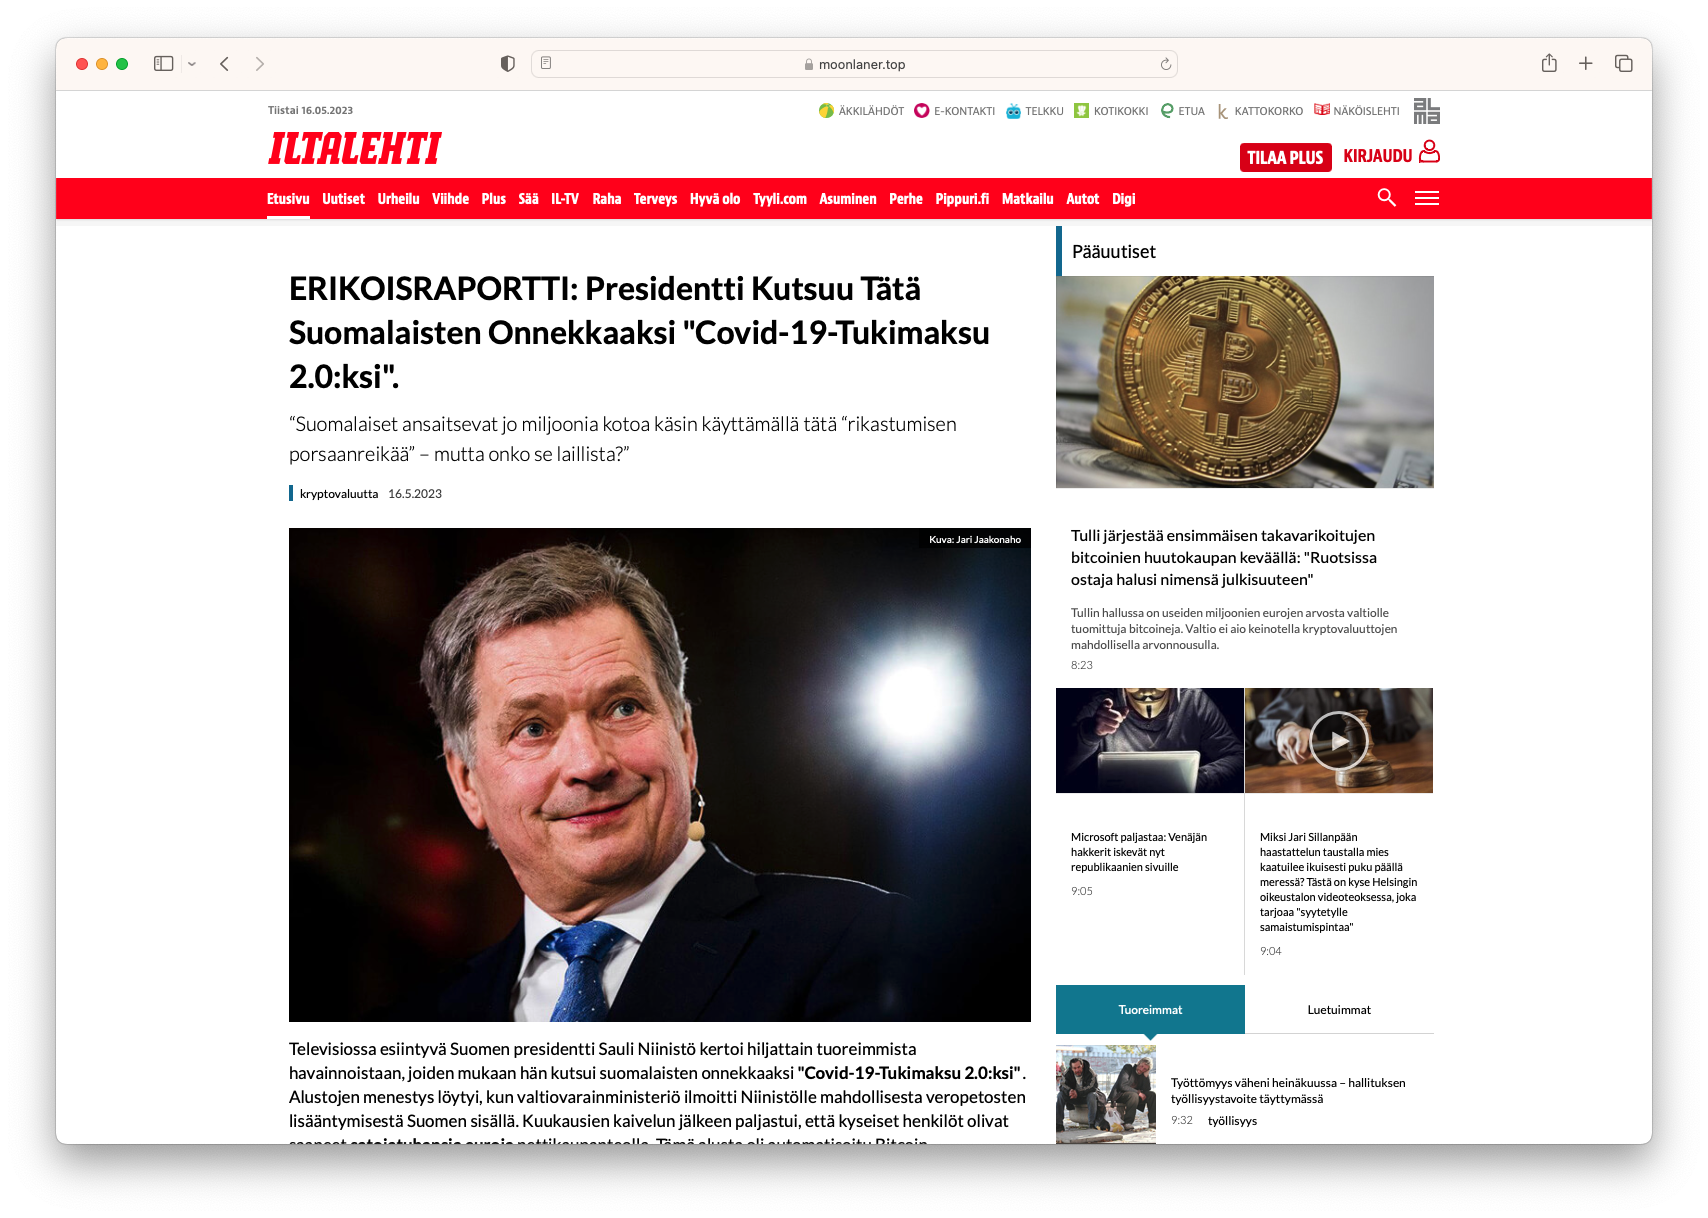 moonlaner.top
Tiistai 16.05.2023
ÄKKILÄHDÖT E-KONTAKTI TELKKU KOTIKOKKI ETUA KATTOKORKO NÄKÖISLEHTI
ALMA
ILTALEHTI
TILAA PLUS KIRJAUDU
Etusivu Uutiset Urheilu Viihde Plus Sää IL-TV Raha Terveys Hyvä olo Tyyli.com Asuminen Perhe Pippuri.fi Matkailu Autot Digi
ERIKOISRAPORTTI: Presidentti Kutsuu Tätä
Suomalaisten Onnekkaaksi "Covid-19-Tukimaksu
2.0:ksi".
“Suomalaiset ansaitsevat jo miljoonia kotoa käsin käyttämällä tätä “rikastumisen
porsaanreikää” – mutta onko se laillista?”
kryptovaluutta 16.5.2023
Kuva: Jari Jaakonaho
Televisiossa esiintyvä Suomen presidentti Sauli Niinistö kertoi hiljattain tuoreimmista
havainnoistaan, joiden mukaan hän kutsui suomalaisten onnekkaaksi "Covid-19-Tukimaksu 2.0:ksi".
Alustojen menestys löytyi, kun valtiovarainministeriö ilmoitti Niinistölle mahdollisesta veropetosten
lisääntymisestä Suomen sisällä. Kuukausien kaivelun jälkeen paljastui, että kyseiset henkilöt olivat
saaneet satojatuhansia euroja nettikaupankäynnillä
Pääuutiset
Tulli järjestää ensimmäisen takavarikoitujen
bitcoinien huutokaupan keväällä: "Ruotsissa
ostaja halusi nimensä julkisuuteen"
Tullin hallussa on useiden miljoonien eurojen arvosta valtiolle
tuomittuja bitcoineja. Valtio ei aio keinotella kryptovaluuttojen
mahdollisella arvonnousulla.
8:23
Microsoft paljastaa: Venäjän
hakkerit iskevät nyt
republikaanien sivuille
9:05
Miksi Jari Sillanpään
haastattelun taustalla mies
kaatuilee ikuisesti puku päällä
meressä? Tästä on kyse Helsingin
oikeustalon videoteoksessa, joka
tarjoaa "syytetylle
samaistumispintaa"
9:04
Tuoreimmat Luetuimmat
Työttömyys väheni heinäkuussa – hallituksen
työllisyystavoite täyttymässä
9:32 työllisyys